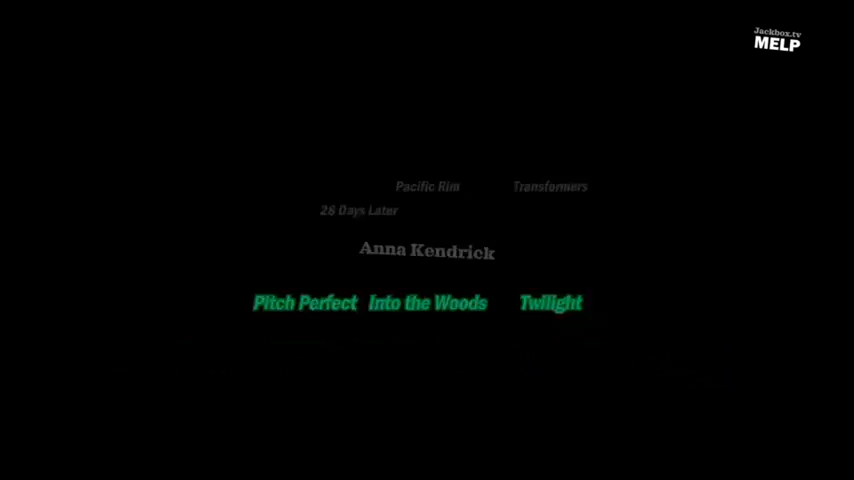 Jackbox.tv
MELP
Pacific Rim Transformers
28 Days Later
Anna Kendrick
Pitch Perfect Into the Woods Twilight